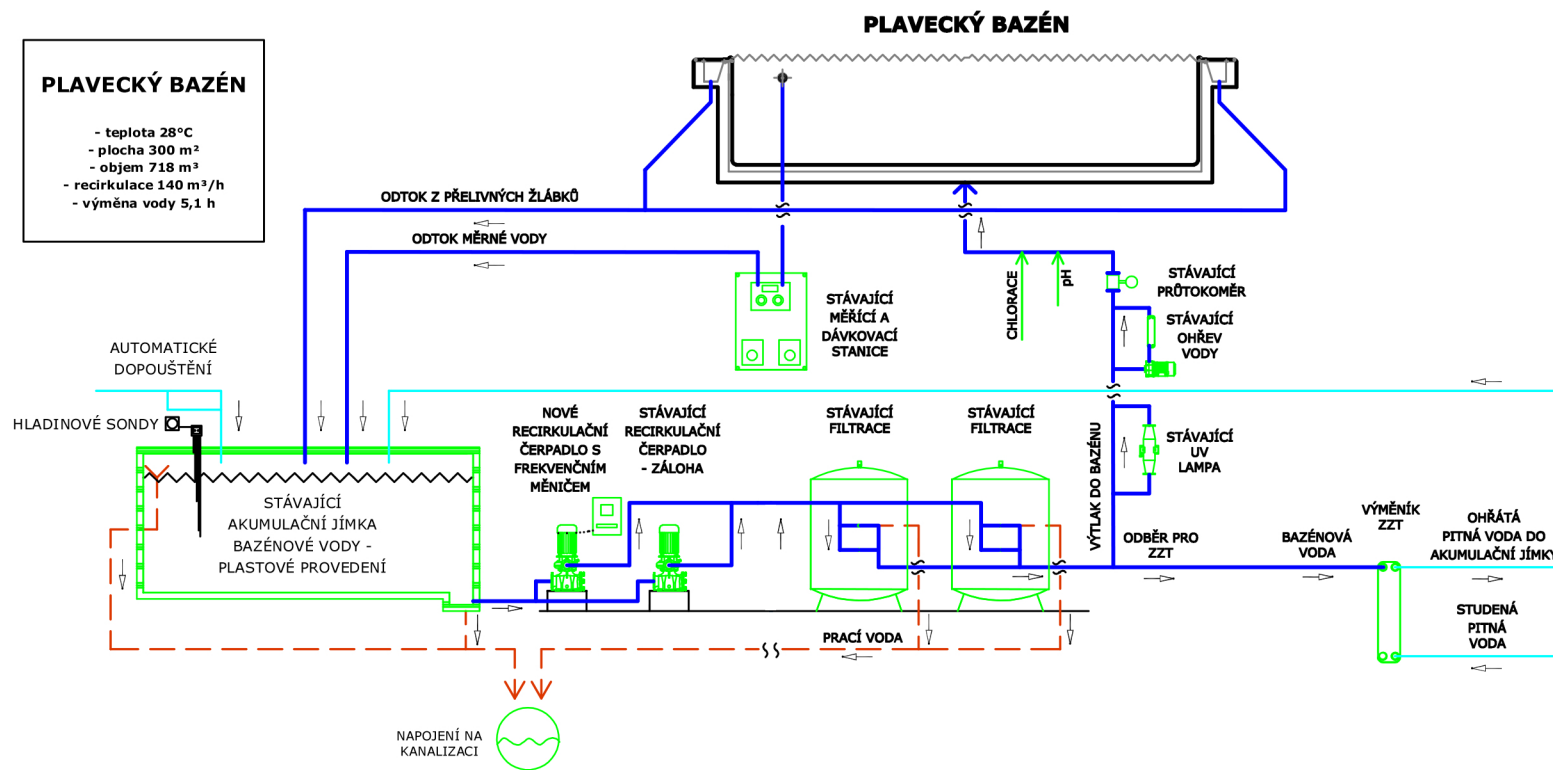 PLAVECKÝ BAZÉN
PLAVECKÝ BAZÉN
- teplota 28°C
- plocha 300 m²
- objem 718 m³
- recirkulace 140 m³/h
- výměna vody 5,1 h
ODTOK Z PŘELIVNÝCH ŽLÁBKŮ
ODTOK MĚRNÉ VODY
STÁVAJÍCÍ
MĚŘÍCÍ A
DÁVKOVACÍ
STANICE
CHLORACE
pH
STÁVAJÍCÍ
PRŮTOKOMĚR
STÁVAJÍCÍ
OHŘEV
VODY
AUTOMATICKÉ
DOPOUŠTĚNÍ
HLADINOVÉ SONDY
NOVÉ
RECIRKULAČNÍ
ČERPADLO S
FREKVENČNÍM
MĚNIČEM
STÁVAJÍCÍ
RECIRKULAČNÍ
ČERPADLO
- ZÁLOHA
STÁVAJÍCÍ
FILTRACE
STÁVAJÍCÍ
FILTRACE
STÁVAJÍCÍ
UV
LAMPA
STÁVAJÍCÍ
AKUMULAČNÍ JÍMKA
BAZÉNOVÉ VODY -
PLASTOVÉ PROVEDENÍ
VÝTLAK DO BAZÉNU
ODBĚR PRO
ZZT
BAZÉNOVÁ
VODA
VÝMĚNÍK
ZZT
OHŘÁTÁ
PITNÁ VODA DO
AKUMULAČNÍ JÍMKY
STUDENÁ
PITNÁ
VODA
PRACÍ VODA
NAPOJENÍ NA
KANALIZACI